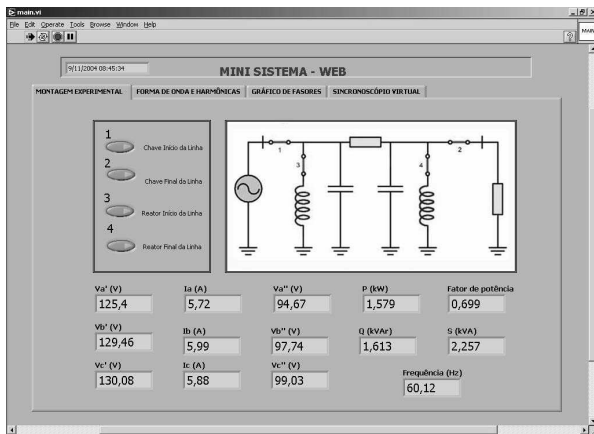 main.vi
File Edit Operate Tools Browse Window Help
MAIN
9/11/2004 08:45:34
MINI SISTEMA - WEB
MONTAGEM EXPERIMENTAL FORMA DE ONDA E HARMÔNICAS GRÁFICO DE FASORES SINCRONOSCÓPIO VIRTUAL
1
Chave Início da Linha
2
Chave Final da Linha
3
Reator Início da Linha
4
Reator Final da Linha
1 2
3 4
Va' (V) Ia (A) Va'' (V) P (kW) Fator de potência
125,4 5,72 94,67 1,579 0,699
Vb' (V) Ib (A) Vb'' (V) Q (kVAr) S (kVA)
129,46 5,99 97,74 1,613 2,257
Vc' (V) Ic (A) Vc'' (V) Frequência (Hz)
130,08 5,88 99,03 60,12